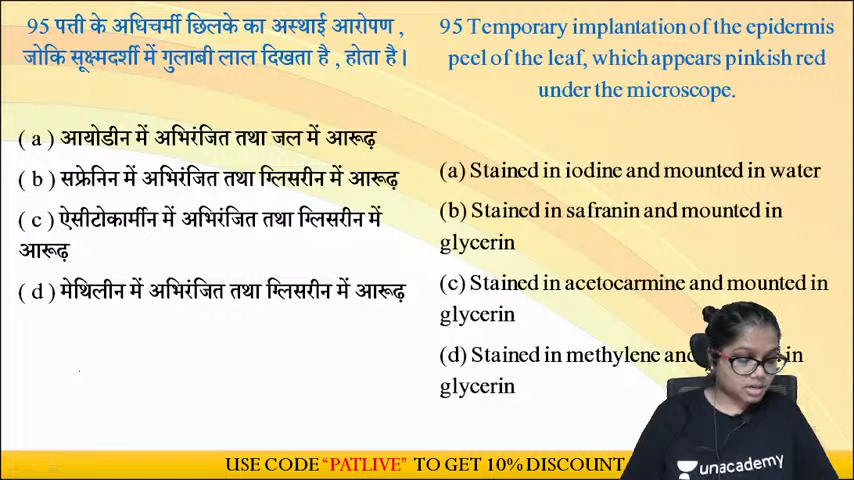 95 पत्ती के अधिचर्मी छिलके का अस्थाई आरोपण ,
जोकि सूक्ष्मदर्शी में गुलाबी लाल दिखता है , होता है।
( a ) आयोडीन में अभिरंजित तथा जल में आरूढ़
( b ) सफ्रेनिन में अभिरंजित तथा ग्लिसरीन में आरूढ़
( c ) ऐसीटोकार्मीन में अभिरंजित तथा ग्लिसरीन में
आरूढ़
( d ) मेथिलीन में अभिरंजित तथा ग्लिसरीन में आरूढ़
95 Temporary implantation of the epidermis
peel of the leaf, which appears pinkish red
under the microscope.
(a) Stained in iodine and mounted in water
(b) Stained in safranin and mounted in
glycerin
(c) Stained in acetocarmine and mounted in
glycerin
(d) Stained in methylene and in
glycerin
unacademy
USE CODE “PATLIVE” TO GET 10% DISCOUNT